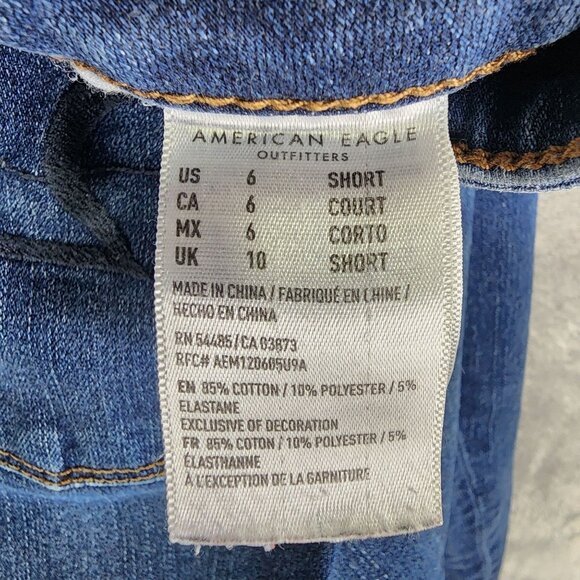 AMERICAN EAGLE
OUTFITTERS
US 6 SHORT
CA 6 COURT
MX 6 CORTO
UK 10 SHORT
MADE IN CHINA / FABRIQUÉ EN CHINE /
HECHO EN CHINA
RN 54485 / CA 03873
RFC# AEM120605U9A
EN 85% COTTON / 10% POLYESTER / 5%
ELASTANE
EXCLUSIVE OF DECORATION
FR 85% COTON / 10% POLYESTER / 5%
ÉLASTHANNE
À L'EXCEPTION DE LA GARNITURE